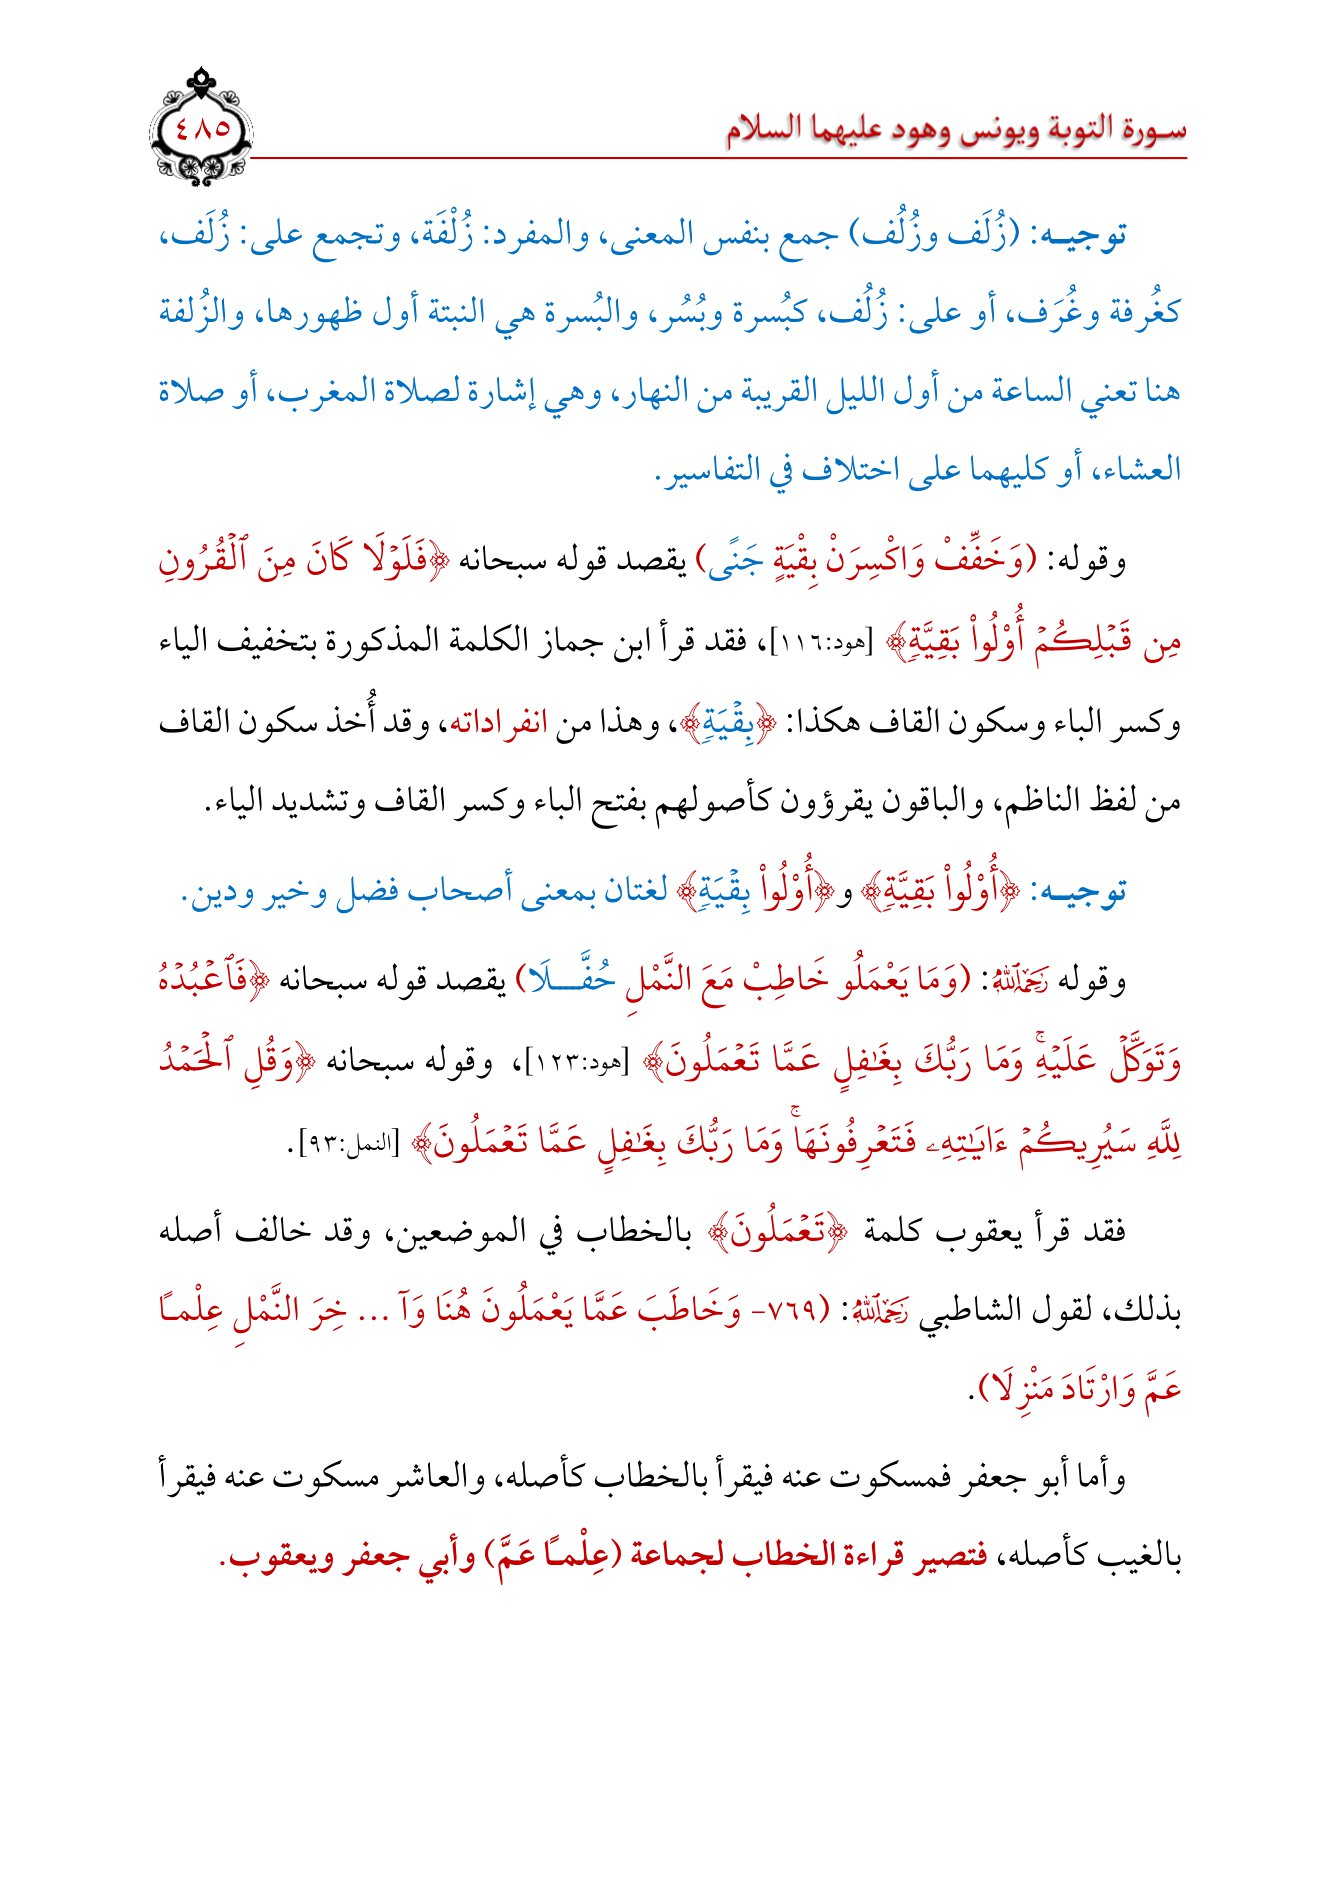 سورة التوبة ويونس وهود عليهما السلام
٤٨٥
توجيـه: (زُلَف وزُلُف) جمع بنفس المعنى، والمفرد: زُلْفَة، وتجمع على: زُلَف،
كغُرفة وغُرَف، أو على: زُلُف، كبُسرة وبُسُر، والبُسرة هي النبتة أول ظهورها، والزُلفة
هنا تعني الساعة من أول الليل القريبة من النهار، وهي إشارة لصلاة المغرب، أو صلاة
العشاء، أو كليهما على اختلاف في التفاسير.
وقوله: (وَخَفِّفْ وَاكْسِرَنْ بِقْيَةٍ جَنًى) يقصد قوله سبحانه ﴿فَلَوۡلَا كَانَ مِنَ ٱلۡقُرُونِ
مِن قَبۡلِكُمۡ أُوْلُواْ بَقِيَّةٖ﴾ [هود:١١٦]، فقد قرأ ابن جماز الكلمة المذكورة بتخفيف الياء
وكسر الباء وسكون القاف هكذا: ﴿بِقۡيَةٖ﴾، وهذا من انفراداته، وقد أُخذ سكون القاف
من لفظ الناظم، والباقون يقرؤون كأصولهم بفتح الباء وكسر القاف وتشديد الياء.
توجيـه: ﴿أُوْلُواْ بَقِيَّةٖ﴾ و﴿أُوْلُواْ بِقۡيَةٖ﴾ لغتان بمعنى أصحاب فضل وخير ودين.
وقوله رَحِمَهُ ٱللَّهُ: (وَمَا يَعْمَلُو خَاطِبْ مَعَ النَّمْلِ حُفَّـــلَا) يقصد قوله سبحانه ﴿فَٱعۡبُدۡهُ
وَتَوَكَّلۡ عَلَيۡهِۚ وَمَا رَبُّكَ بِغَٰفِلٍ عَمَّا تَعۡمَلُونَ﴾ [هود:١٢٣]، وقوله سبحانه ﴿وَقُلِ ٱلۡحَمۡدُ
لِلَّهِ سَيُرِيكُمۡ ءَايَٰتِهِۦ فَتَعۡرِفُونَهَاۚ وَمَا رَبُّكَ بِغَٰفِلٍ عَمَّا تَعۡمَلُونَ﴾ [النمل:٩٣].
فقد قرأ يعقوب كلمة ﴿تَعۡمَلُونَ﴾ بالخطاب في الموضعين، وقد خالف أصله
بذلك، لقول الشاطبي رَحِمَهُ ٱللَّهُ: (٧٦٩- وَخَاطَبَ عَمَّا يَعْمَلُونَ هُنَا وَآ ... خِرَ النَّمْلِ عِلْمـًا
عَمَّ وَارْتَادَ مَنْزِلَا).
وأما أبو جعفر فمسكوت عنه فيقرأ بالخطاب كأصله، والعاشر مسكوت عنه فيقرأ
بالغيب كأصله، فتصير قراءة الخطاب لجماعة (عِلْمـًا عَمَّ) وأبي جعفر ويعقوب.